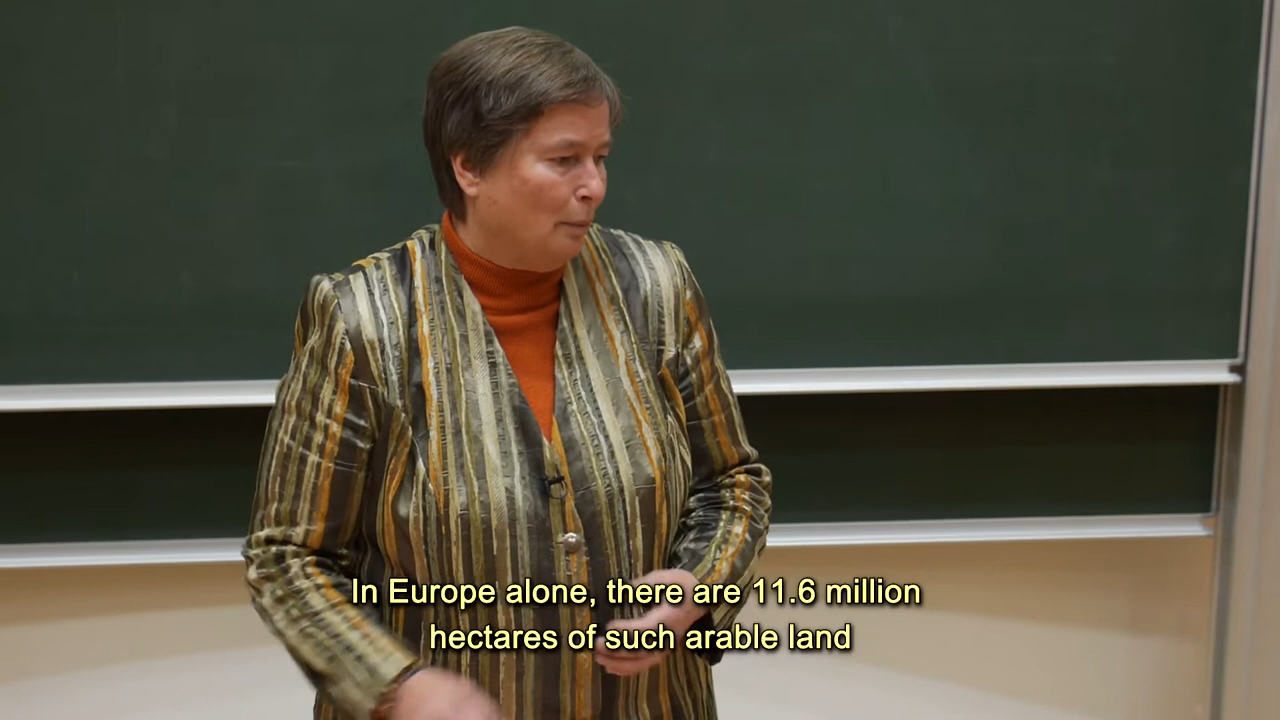 In Europe alone, there are 11.6 million
hectares of such arable land